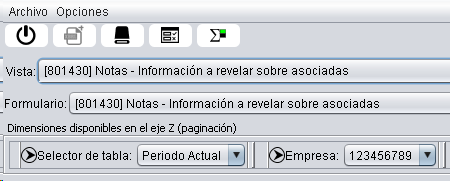 Archivo Opciones
Vista: [801430] Notas - Información a revelar sobre asociadas
Formulario: [801430] Notas - Información a revelar sobre asociadas
Dimensiones disponibles en el eje Z (paginación)
Selector de tabla: Periodo Actual Empresa: 123456789